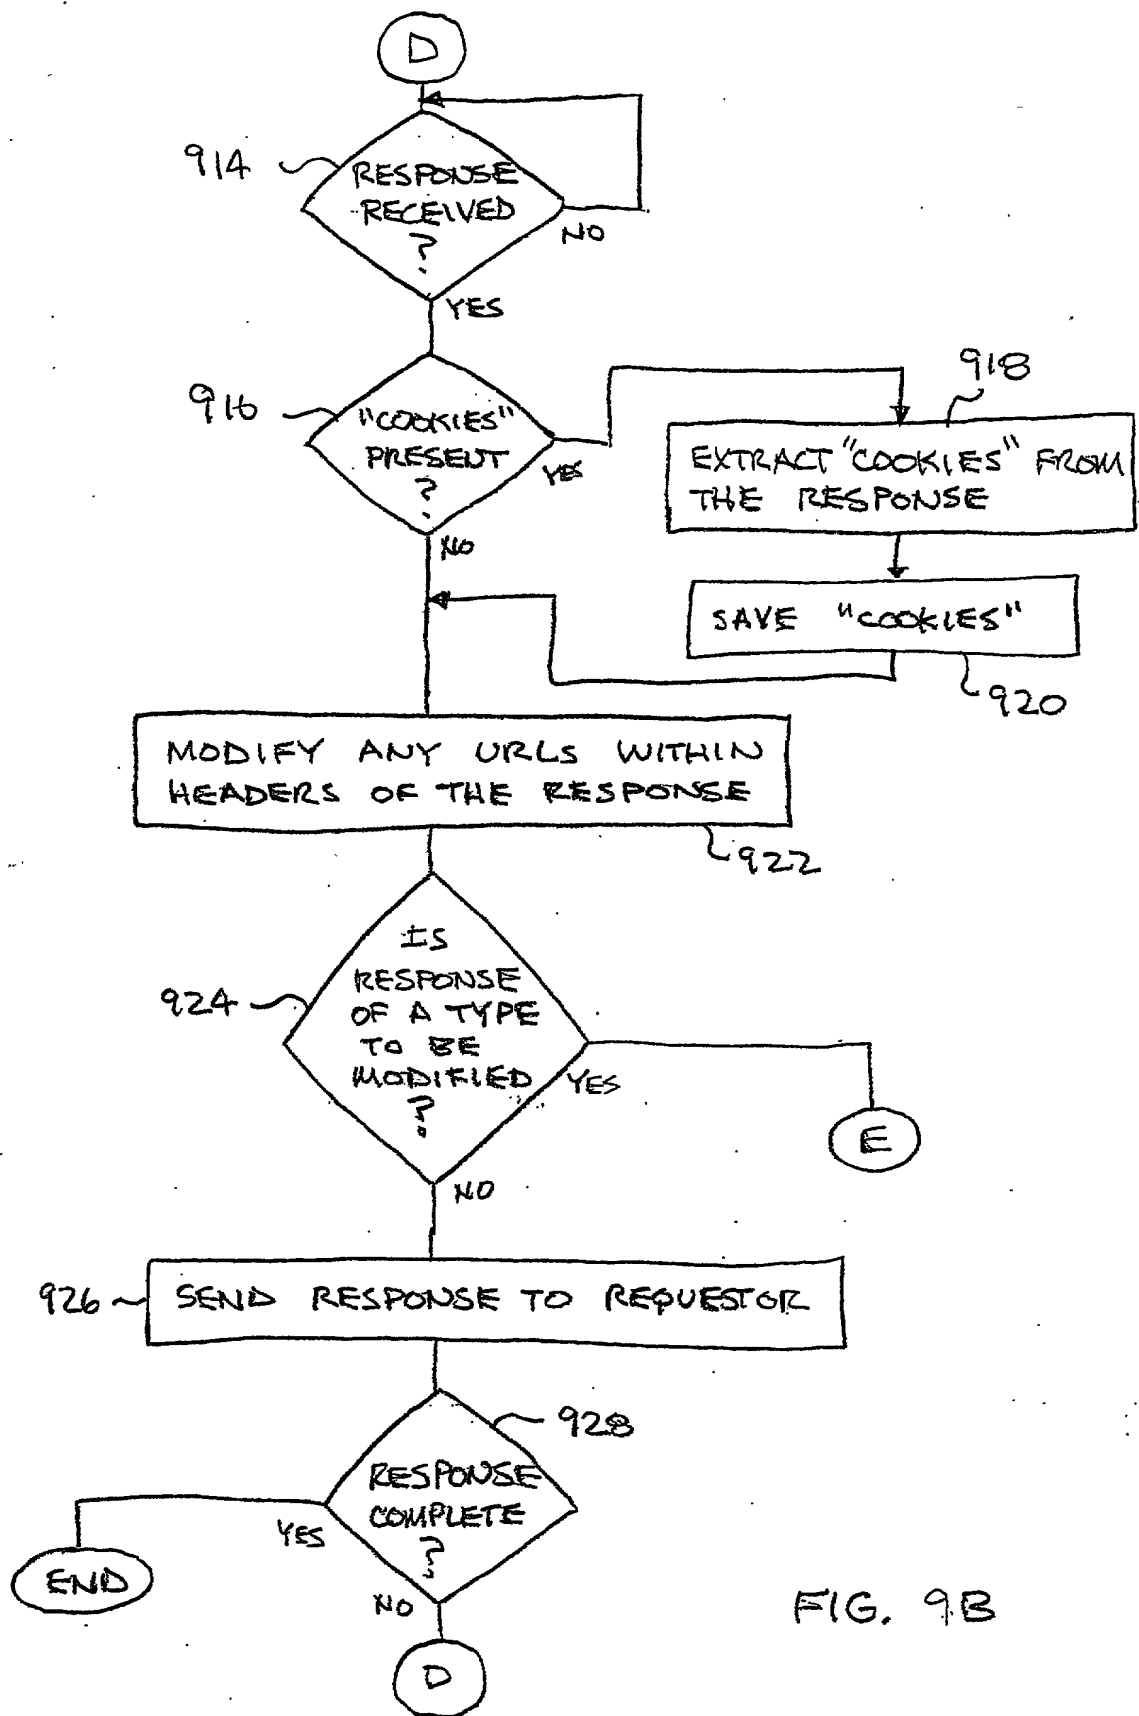 D
914
RESPONSE
RECEIVED
?
NO
YES
916
"COOKIES"
PRESENT
?
YES
NO
918
EXTRACT "COOKIES" FROM
THE RESPONSE
SAVE "COOKIES"
920
MODIFY ANY URLS WITHIN
HEADERS OF THE RESPONSE
922
924
IS
RESPONSE
OF A TYPE
TO BE
MODIFIED
?
YES
E
NO
926
SEND RESPONSE TO REQUESTOR
928
RESPONSE
COMPLETE
?
YES
END
NO
D
FIG. 9B